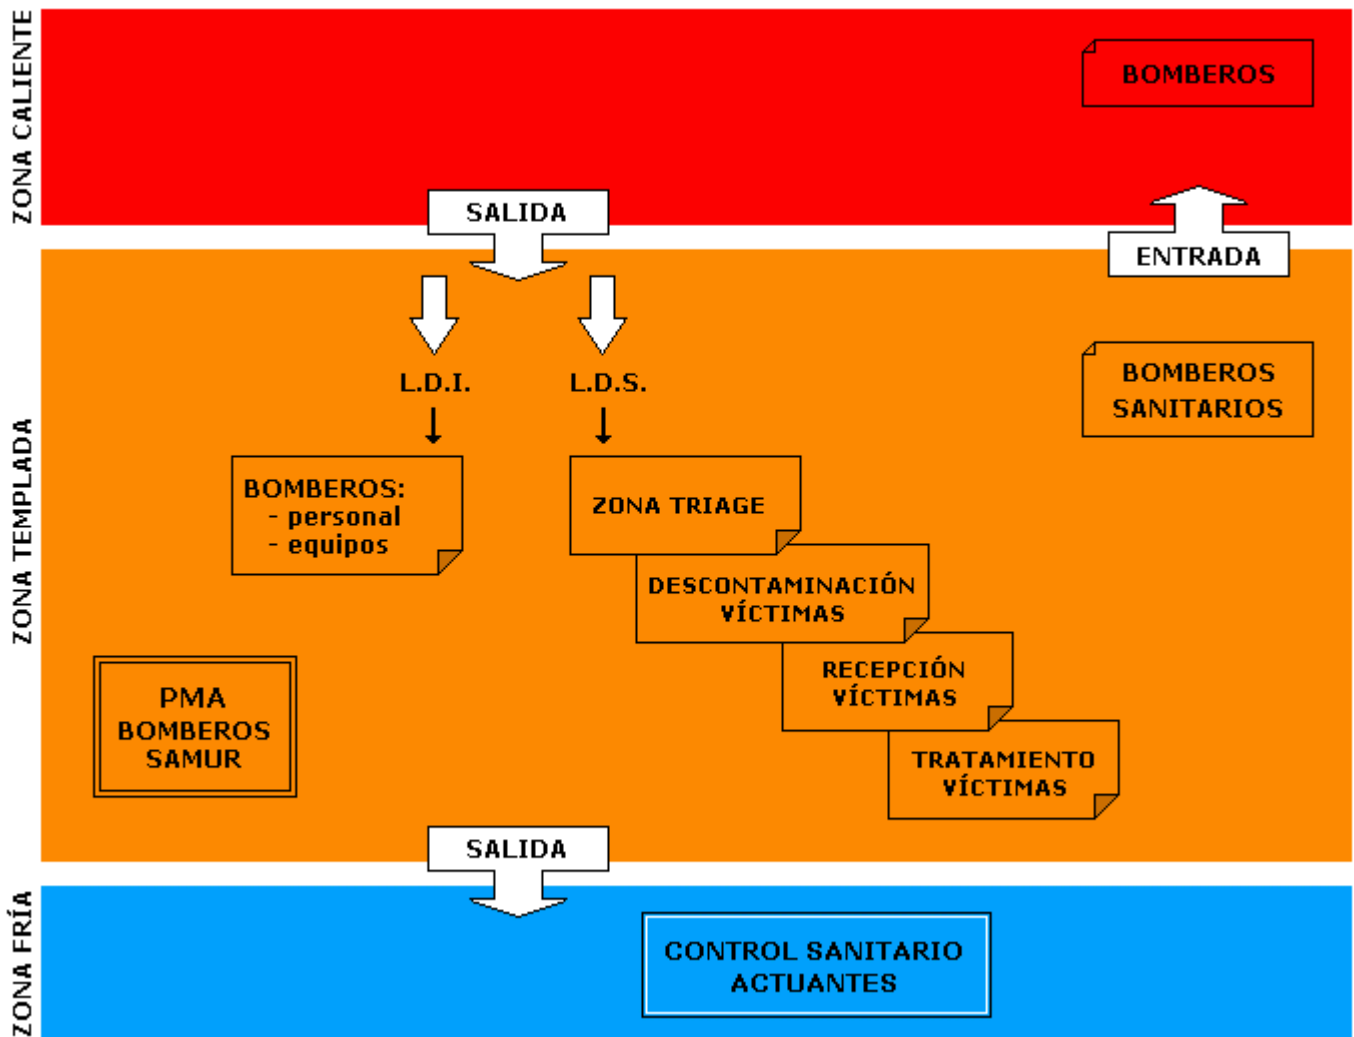 ZONA CALIENTE
BOMBEROS
SALIDA
ENTRADA
ZONA TEMPLADA
L.D.I.
L.D.S.
BOMBEROS
SANITARIOS
BOMBEROS:
- personal
- equipos
ZONA TRIAGE
DESCONTAMINACIÓN
VÍCTIMAS
RECEPCIÓN
VÍCTIMAS
TRATAMIENTO
VÍCTIMAS
PMA
BOMBEROS
SAMUR
SALIDA
ZONA FRÍA
CONTROL SANITARIO
ACTUANTES